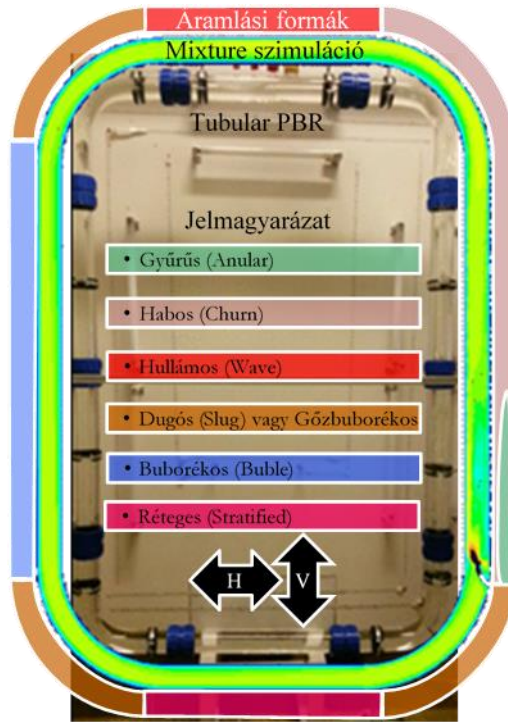 Áramlási formák
Mixture szimuláció
Tubular PBR
Jelmagyarázat
• Gyűrűs (Anular)
• Habos (Churn)
• Hullámos (Wave)
• Dugós (Slug) vagy Gőzbuborékos
• Buborékos (Buble)
• Réteges (Stratified)
H V